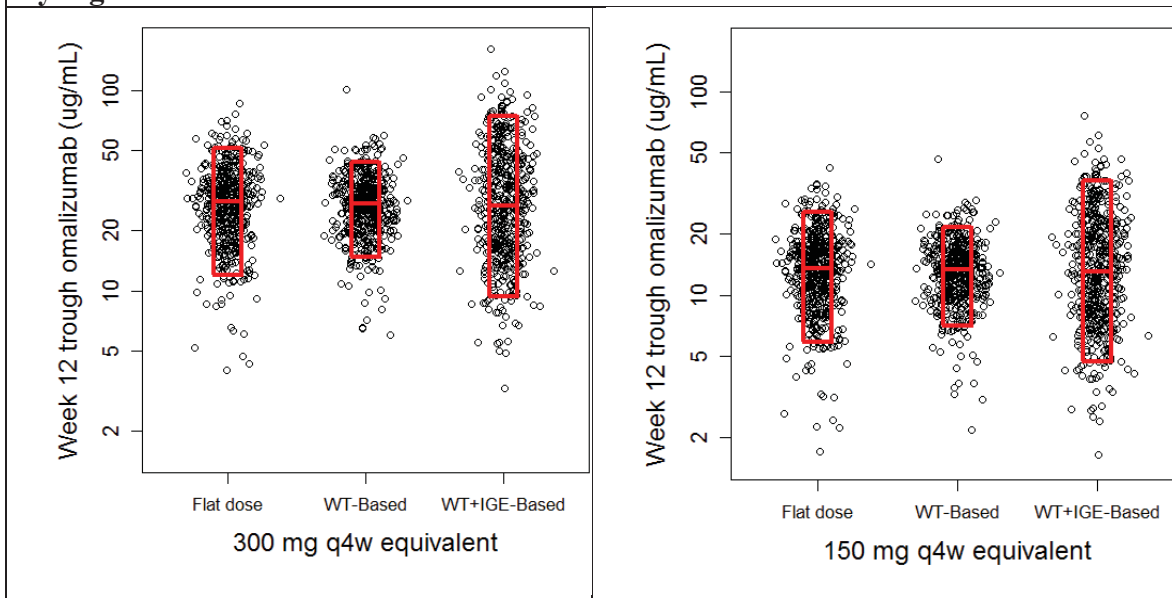 Week 12 trough omalizumab (ug/mL)
100
50
20
10
5
2
Flat dose WT-Based WT+IGE-Based
300 mg q4w equivalent
Week 12 trough omalizumab (ug/mL)
100
50
20
10
5
2
Flat dose WT-Based WT+IGE-Based
150 mg q4w equivalent